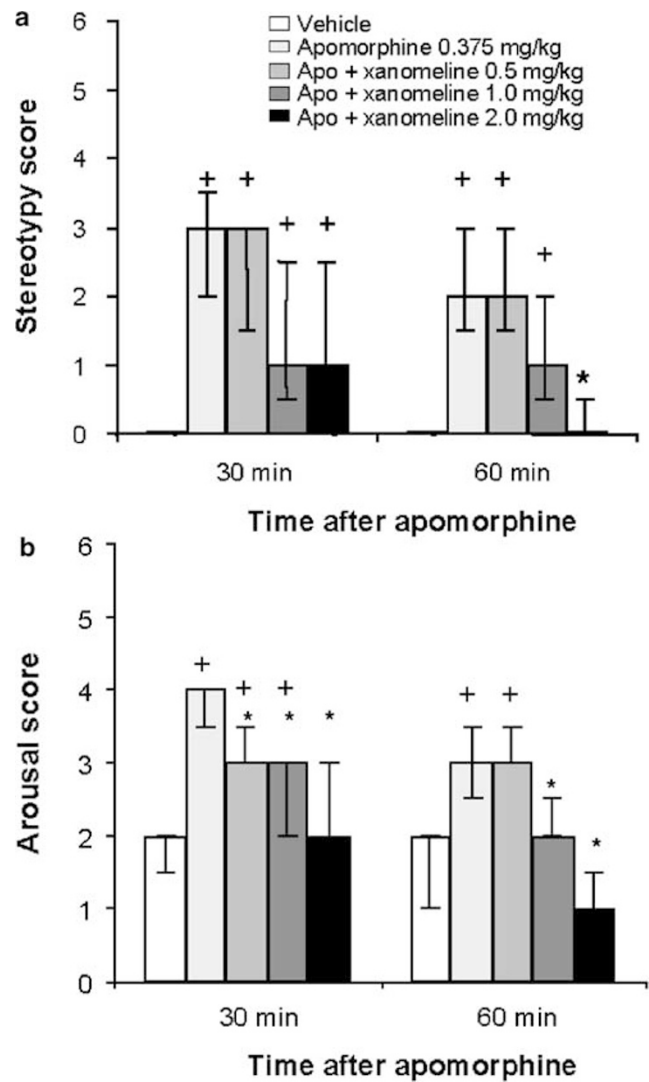 a
6
Vehicle
Apomorphine 0.375 mg/kg
Apo + xanomeline 0.5 mg/kg
Apo + xanomeline 1.0 mg/kg
Apo + xanomeline 2.0 mg/kg
5
4
3
2
1
0
Stereotypy score
+ + + +
+ + + *
30 min 60 min
Time after apomorphine
b
6
5
4
3
2
1
0
Arousal score
+ + +
* * *
+ +
* *
30 min 60 min
Time after apomorphine